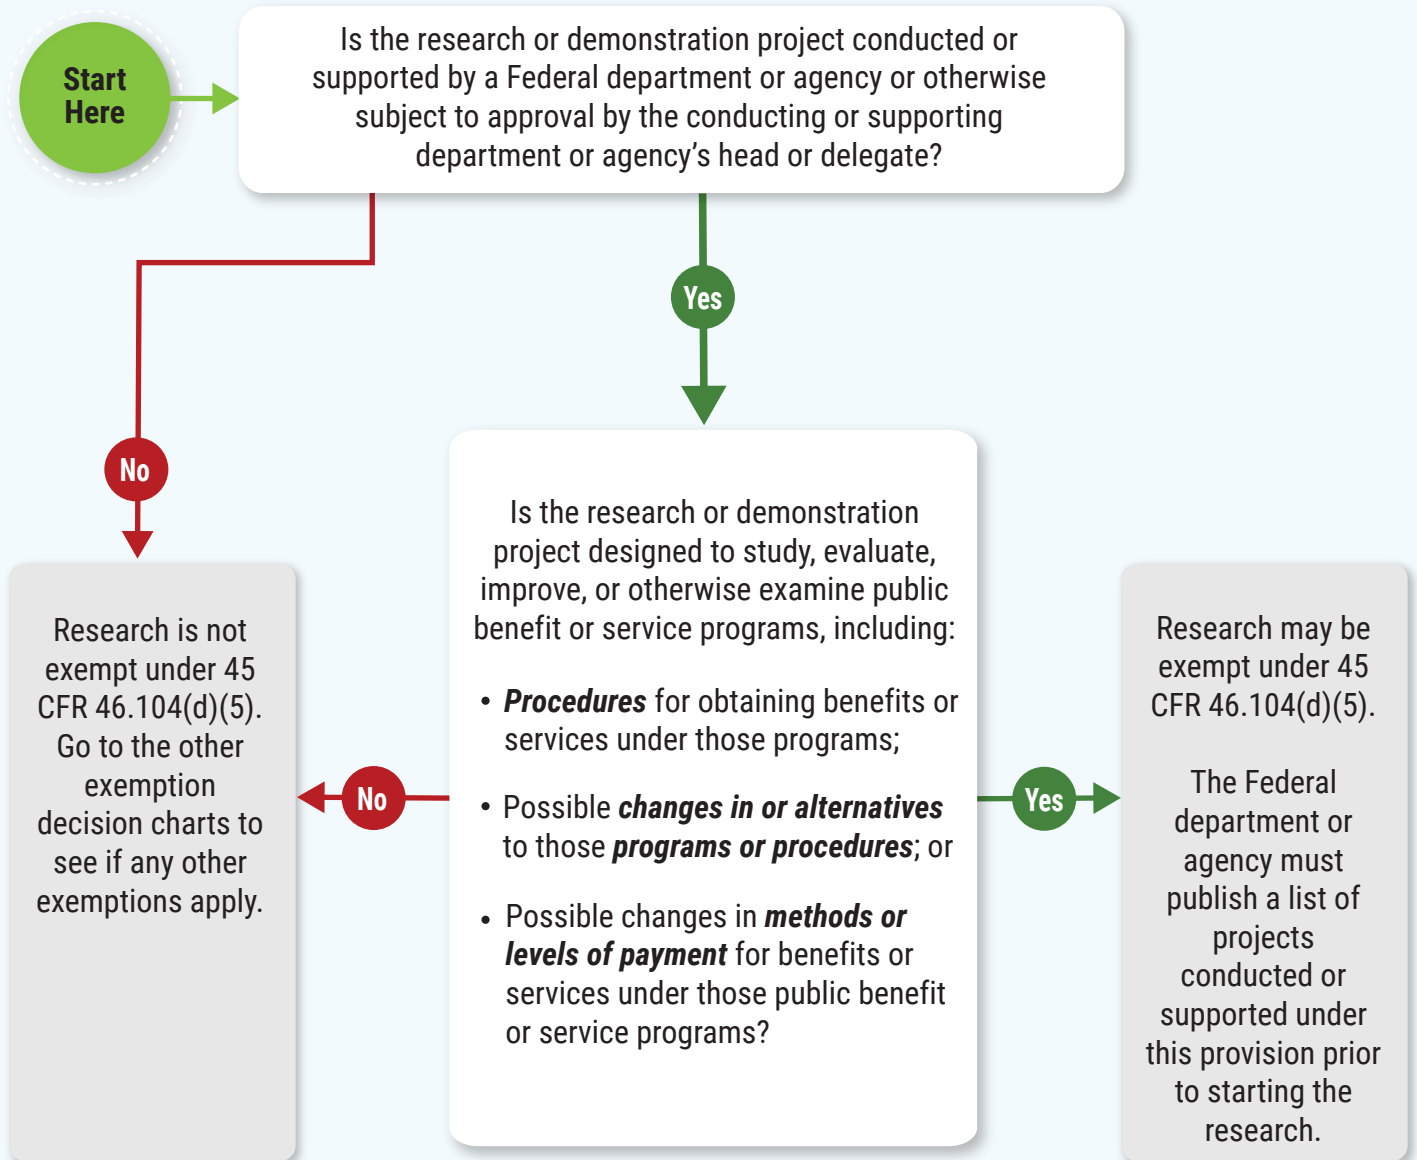 Start
Here
Is the research or demonstration project conducted or
supported by a Federal department or agency or otherwise
subject to approval by the conducting or supporting
department or agency’s head or delegate?
Yes
No
Research is not
exempt under 45
CFR 46.104(d)(5).
Go to the other
exemption
decision charts to
see if any other
exemptions apply.
No
Is the research or demonstration
project designed to study, evaluate,
improve, or otherwise examine public
benefit or service programs, including:
• Procedures for obtaining benefits or
services under those programs;
• Possible changes in or alternatives
to those programs or procedures; or
• Possible changes in methods or
levels of payment for benefits or
services under those public benefit
or service programs?
Yes
Research may be
exempt under 45
CFR 46.104(d)(5).
The Federal
department or
agency must
publish a list of
projects
conducted or
supported under
this provision prior
to starting the
research.